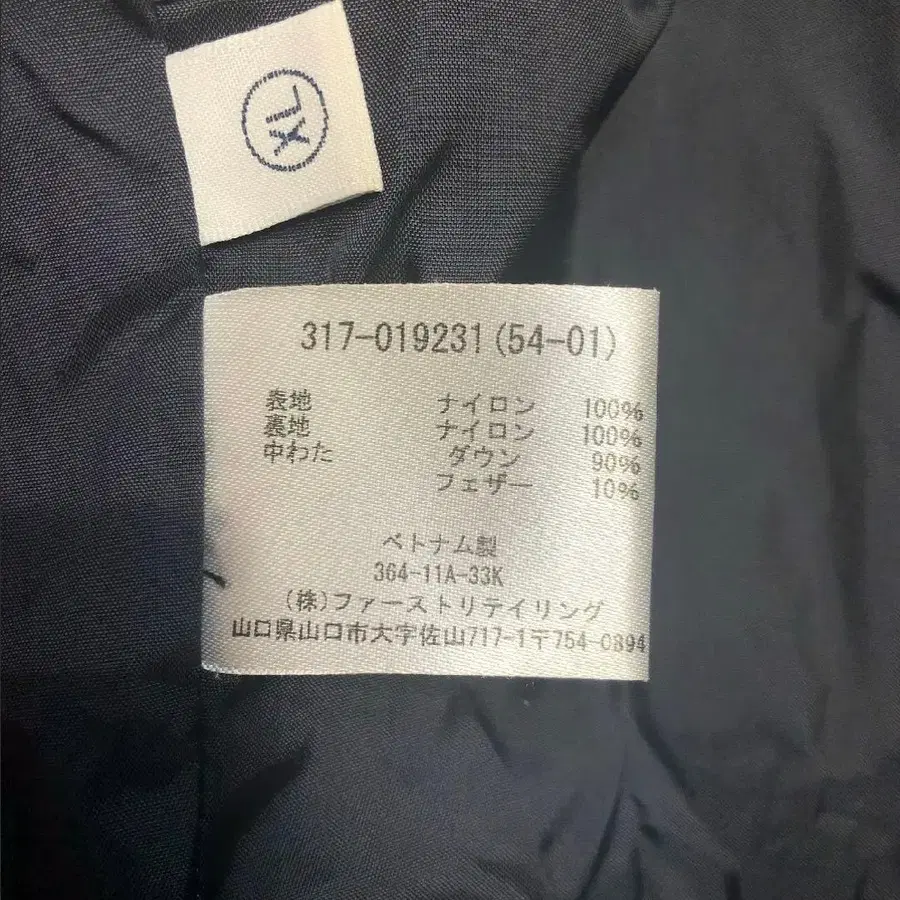 XL
317-019231(54-01)
表地 ナイロン 100%
裏地 ナイロン 100%
中わた ダウン 90%
フェザー 10%
ベトナム製
364-11A-33K
(株)ファーストリテイリング
山口県山口市大字佐山717-1〒754-0894